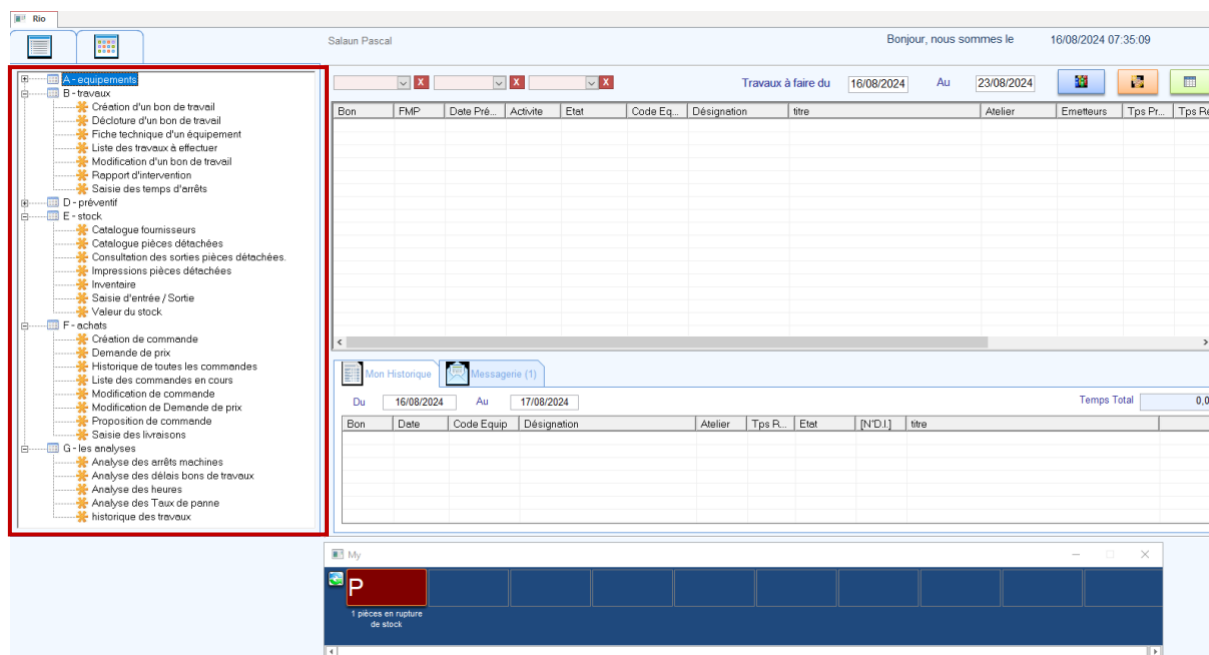 Rio
Salaun Pascal
Bonjour, nous sommes le 16/08/2024 07:35:09
A - equipements
B - travaux
Création d'un bon de travail
Décloture d'un bon de travail
Fiche technique d'un équipement
Liste des travaux à effectuer
Modification d'un bon de travail
Rapport d'intervention
Saisie des temps d'arrêts
D - préventif
E - stock
Catalogue fournisseurs
Catalogue pièces détachées
Consultation des sorties pièces détachées.
Impressions pièces détachées
Inventaire
Saisie d'entrée / Sortie
Valeur du stock
F - achats
Création de commande
Demande de prix
Historique de toutes les commandes
Liste des commandes en cours
Modification de commande
Modification de Demande de prix
Proposition de commande
Saisie des livraisons
G - les analyses
Analyse des arrêts machines
Analyse des délais bons de travaux
Analyse des heures
Analyse des Taux de panne
historique des travaux
X X X Travaux à faire du 16/08/2024 Au 23/08/2024
Bon FMP Date Pré... Activite Etat Code Eq... Désignation titre Atelier Emetteurs Tps Pr... Tps Re
Mon Historique Messagerie (1)
Du 16/08/2024 Au 17/08/2024 Temps Total 0,0
Bon Date Code Equip Désignation Atelier Tps R... Etat [N°D.I.] titre
My
P
1 pièces en rupture
de stock